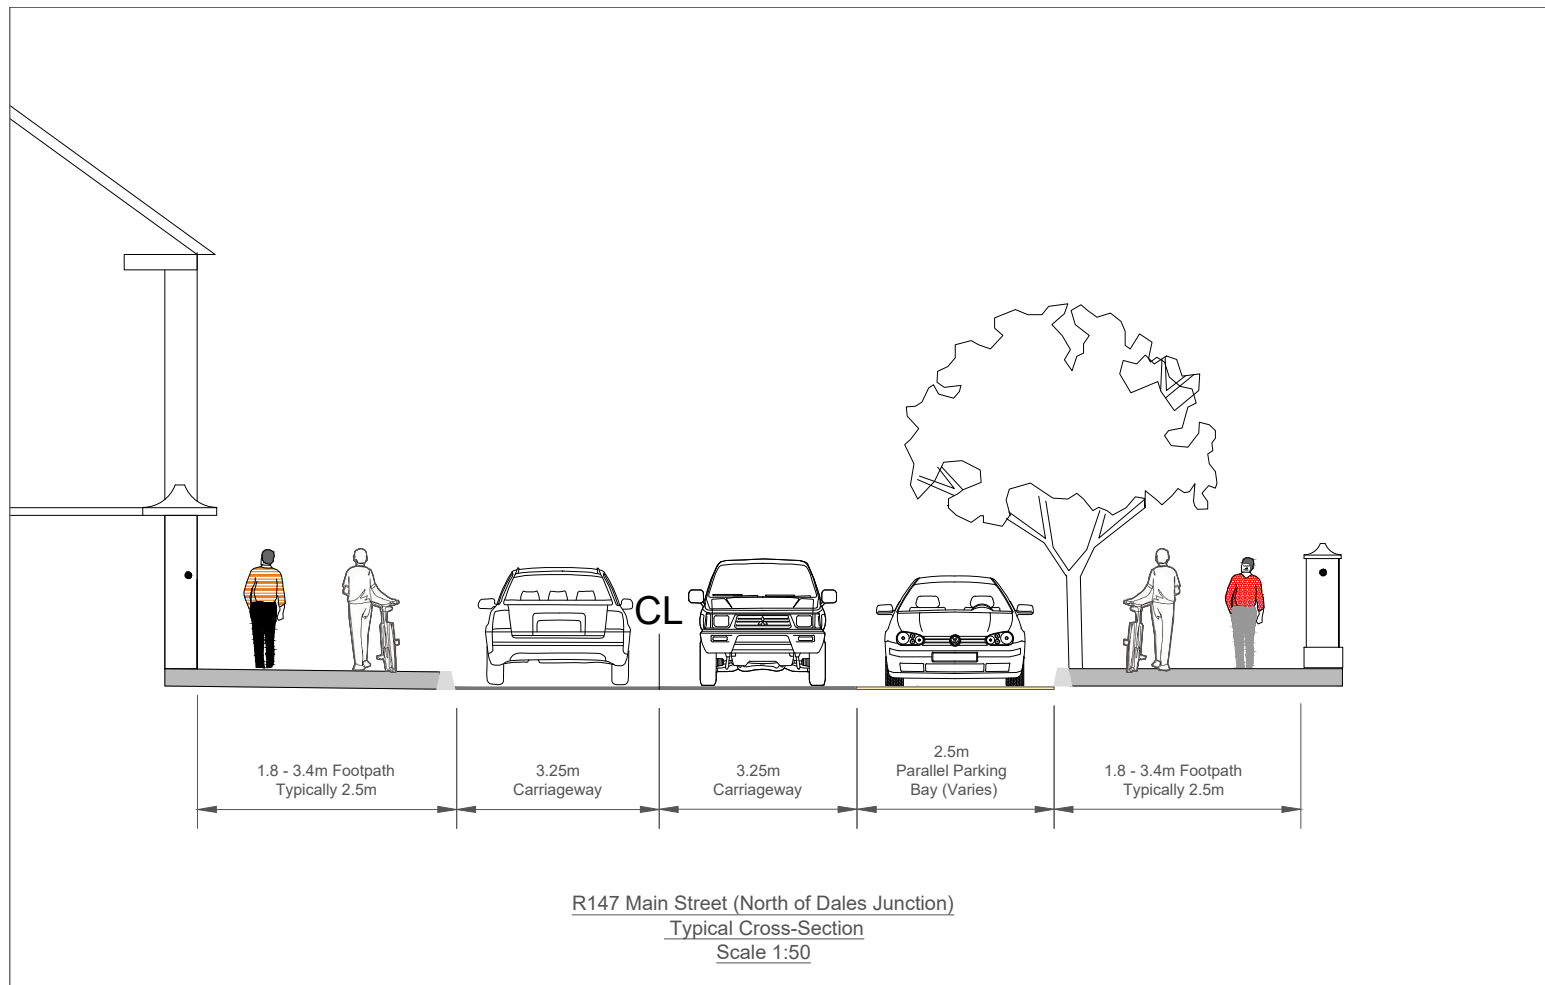 CL
1.8 - 3.4m Footpath
Typically 2.5m
3.25m
Carriageway
3.25m
Carriageway
2.5m
Parallel Parking
Bay (Varies)
1.8 - 3.4m Footpath
Typically 2.5m
R147 Main Street (North of Dales Junction)
Typical Cross-Section
Scale 1:50